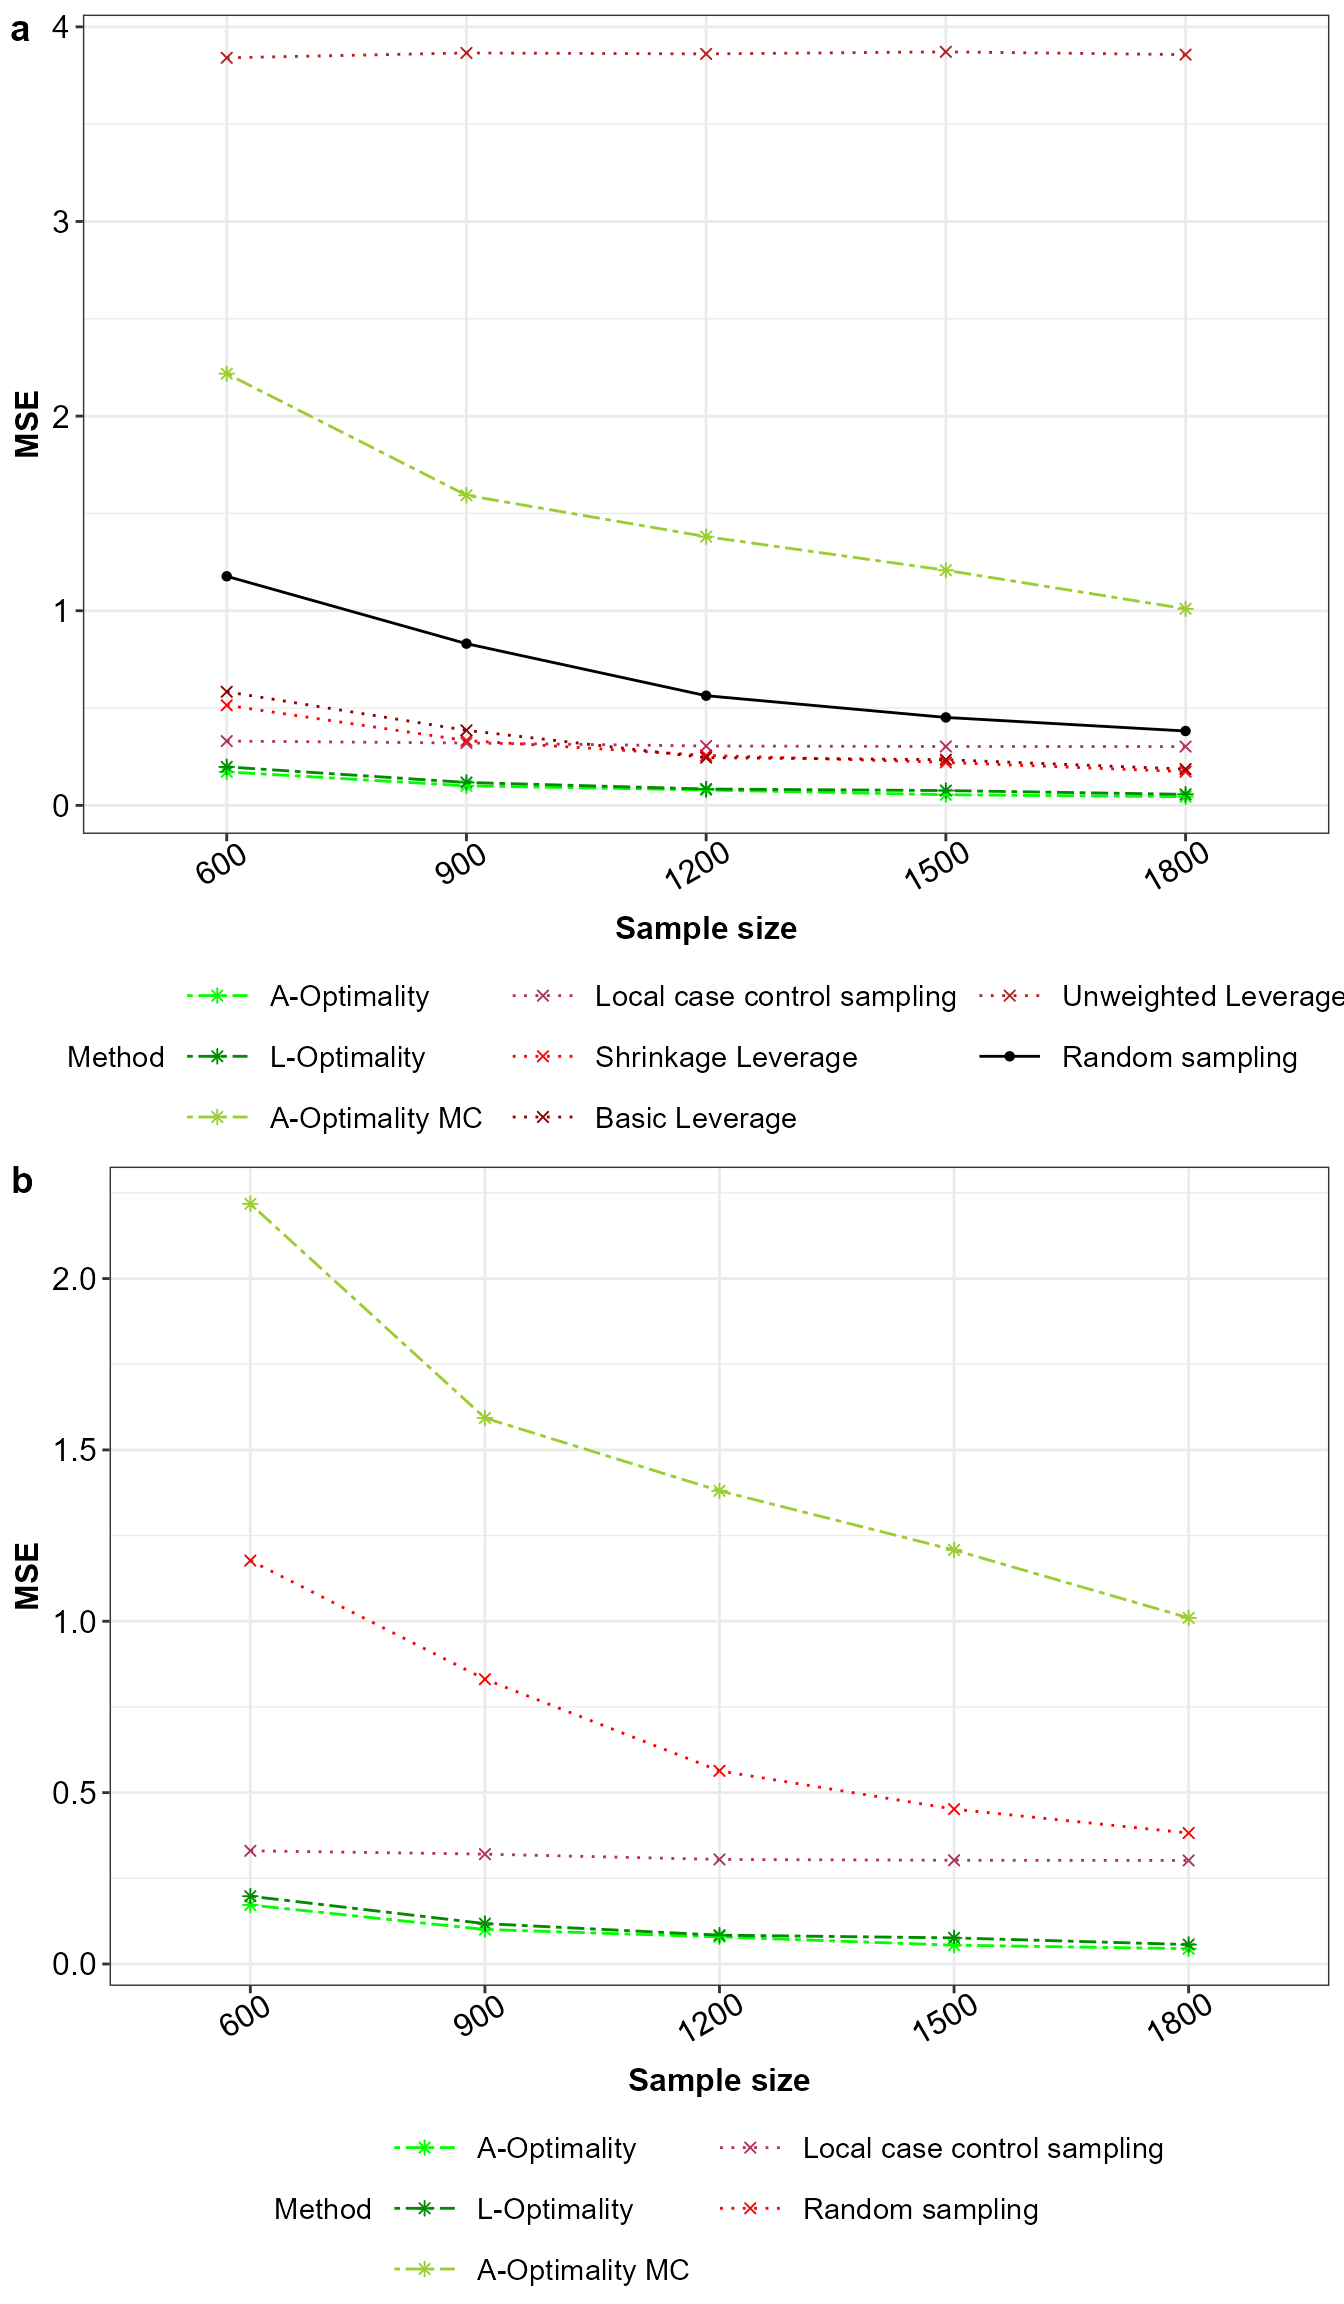 a
4
3
2
1
0
MSE
600 900 1200 1500 1800
Sample size
A-Optimality Local case control sampling Unweighted Leverage
Method L-Optimality Shrinkage Leverage Random sampling
A-Optimality MC Basic Leverage
b
2.0
1.5
1.0
0.5
0.0
MSE
600 900 1200 1500 1800
Sample size
A-Optimality Local case control sampling
Method L-Optimality Random sampling
A-Optimality MC